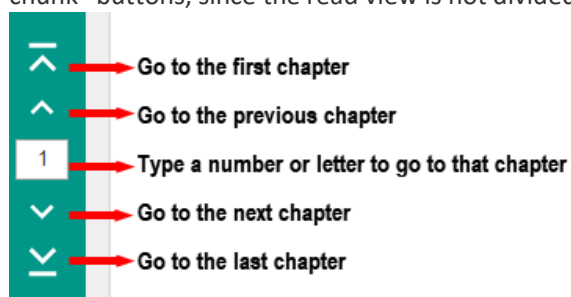 chunk" buttons, since the read view is not divided
Go to the first chapter
Go to the previous chapter
1
Type a number or letter to go to that chapter
Go to the next chapter
Go to the last chapter